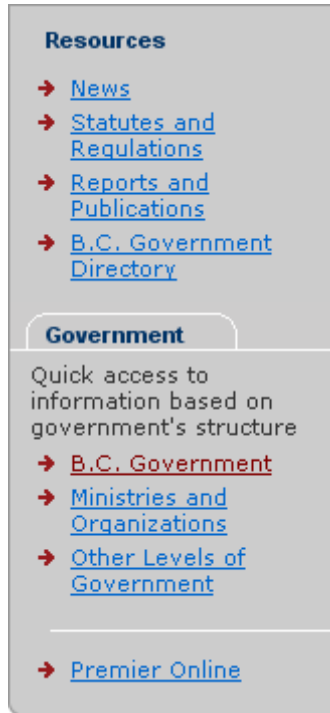 Resources
News
Statutes and
Regulations
Reports and
Publications
B.C. Government
Directory
Government
Quick access to
information based on
government's structure
B.C. Government
Ministries and
Organizations
Other Levels of
Government
Premier Online